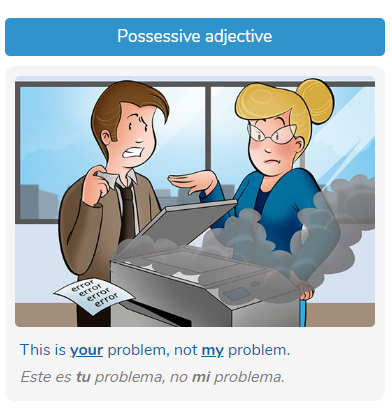 Possessive adjective
error
error
error
error
This is your problem, not my problem.
Este es tu problema, no mi problema.